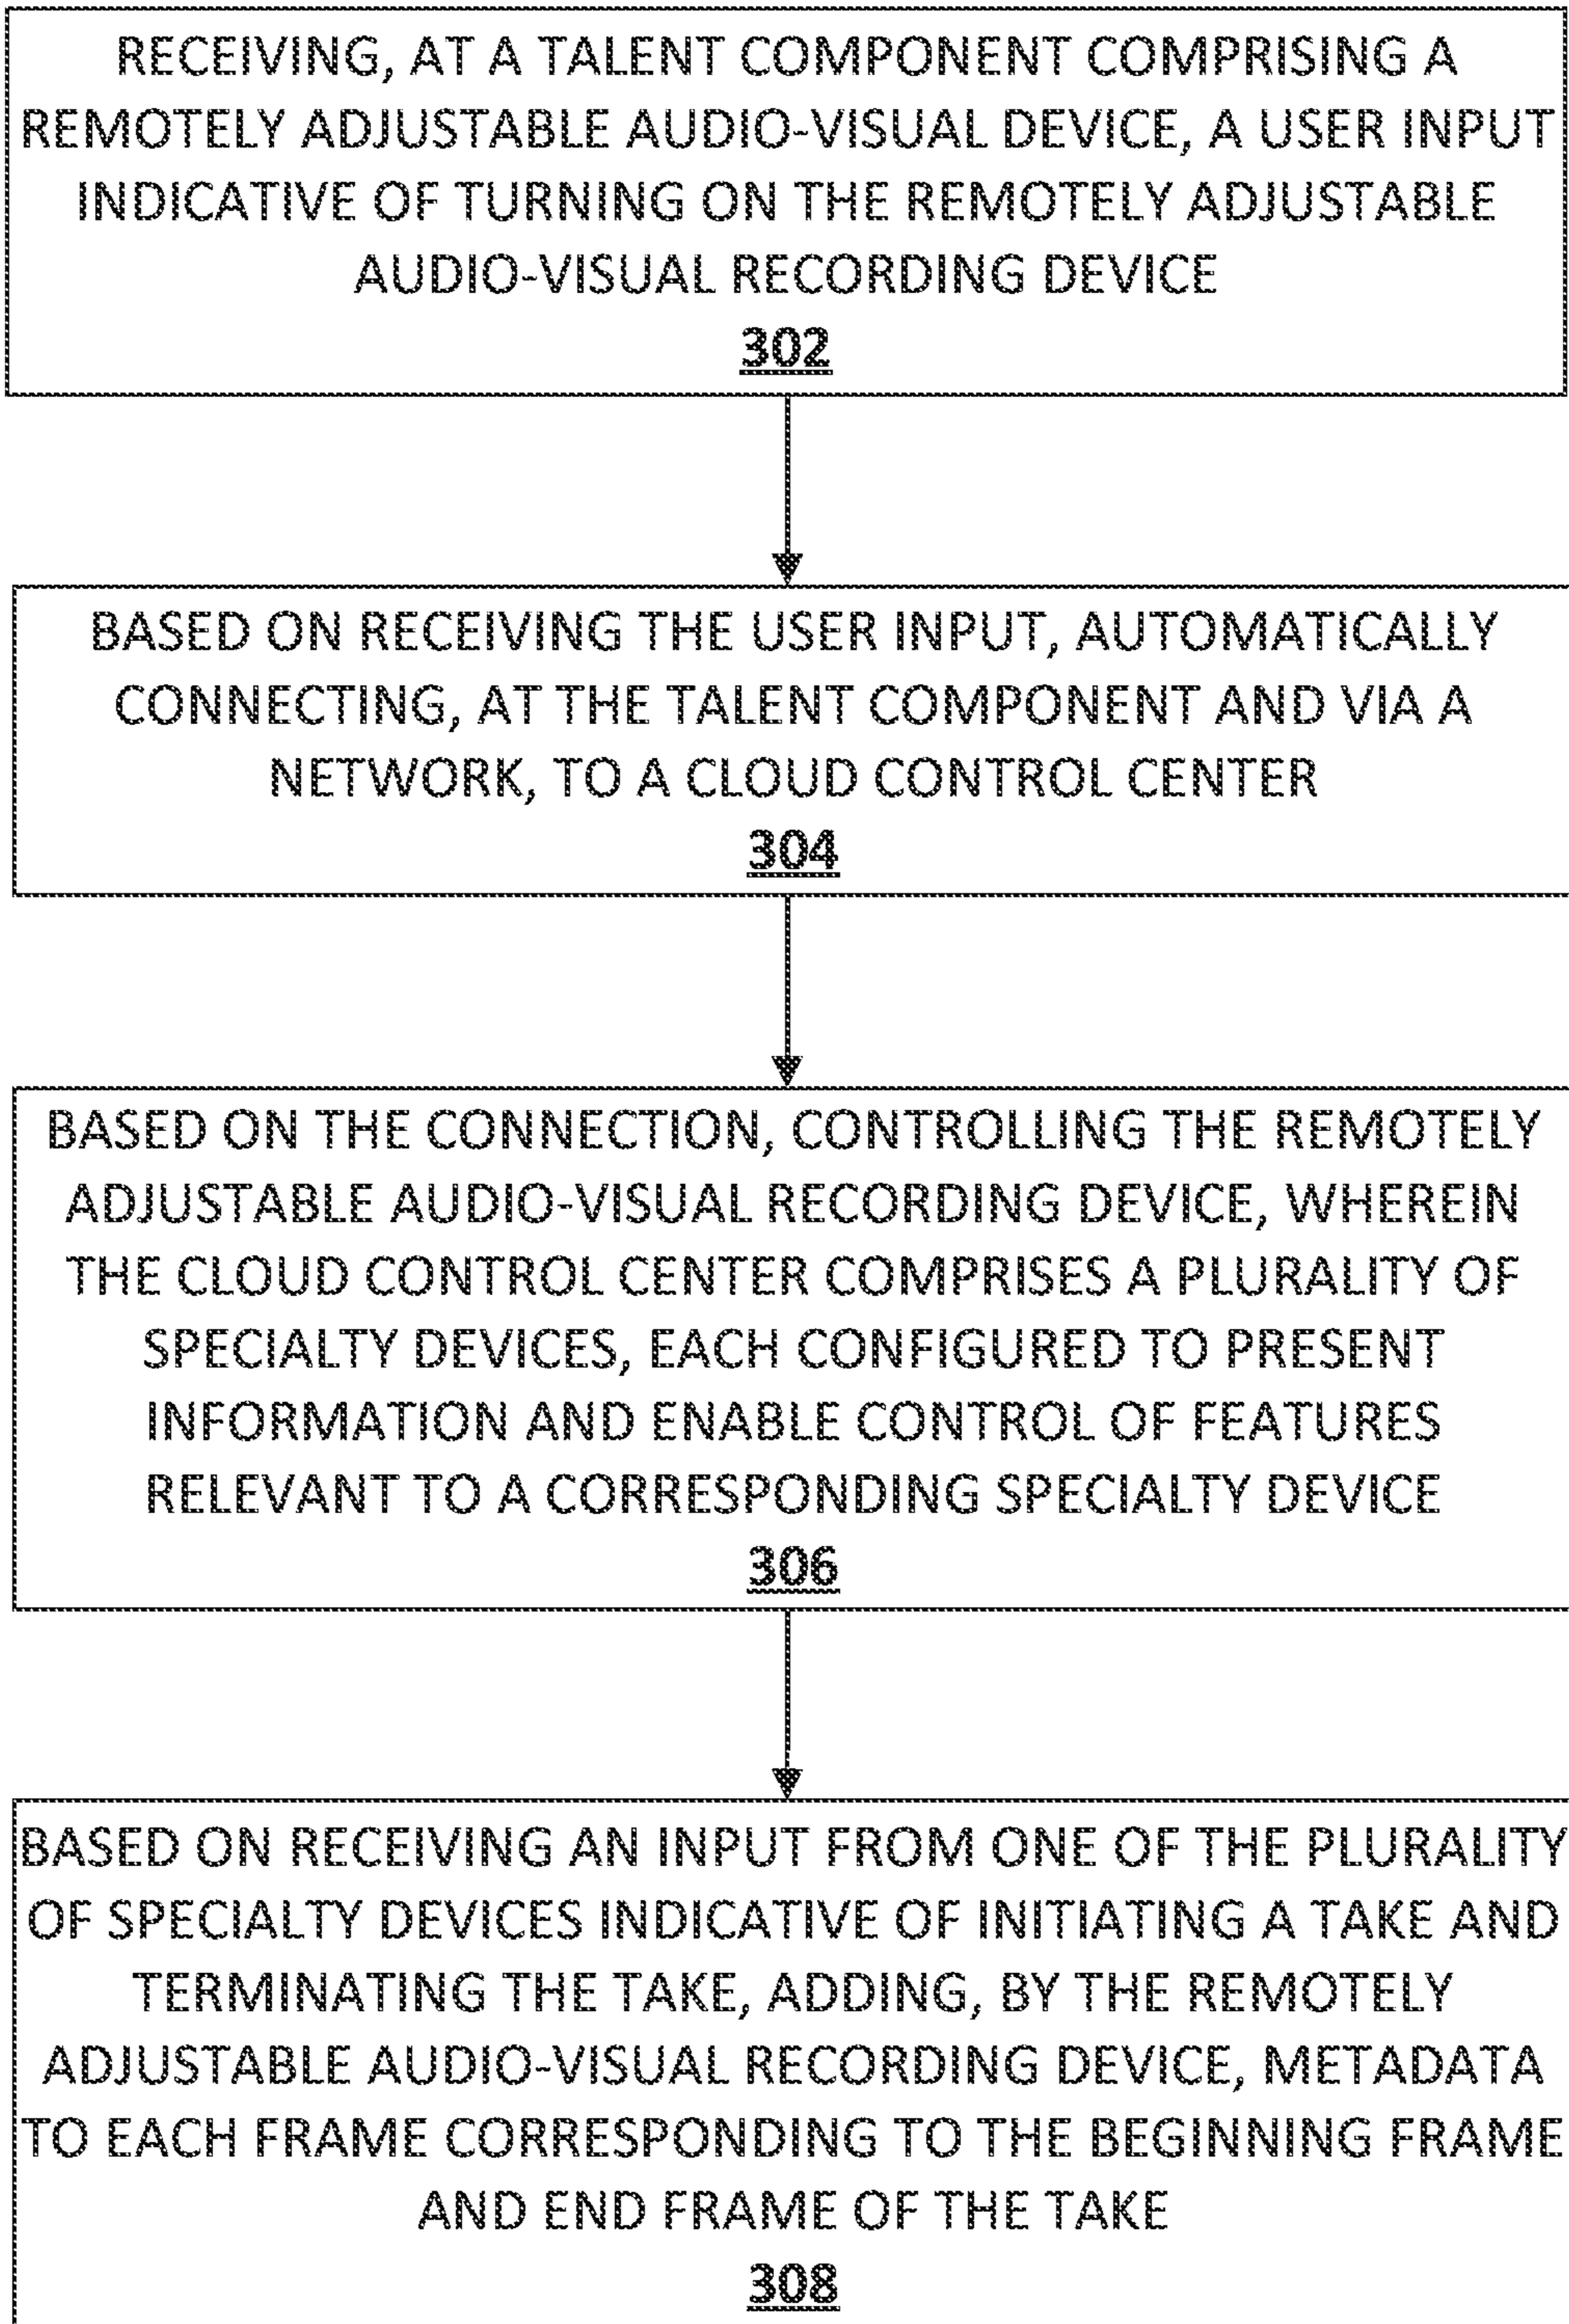 RECEIVING, AT A TALENT COMPONENT COMPRISING A
REMOTELY ADJUSTABLE AUDIO-VISUAL DEVICE, A USER INPUT
INDICATIVE OF TURNING ON THE REMOTELY ADJUSTABLE
AUDIO-VISUAL RECORDING DEVICE
302
BASED ON RECEIVING THE USER INPUT, AUTOMATICALLY
CONNECTING, AT THE TALENT COMPONENT AND VIA A
NETWORK, TO A CLOUD CONTROL CENTER
304
BASED ON THE CONNECTION, CONTROLLING THE REMOTELY
ADJUSTABLE AUDIO-VISUAL RECORDING DEVICE, WHEREIN
THE CLOUD CONTROL CENTER COMPRISES A PLURALITY OF
SPECIALTY DEVICES, EACH CONFIGURED TO PRESENT
INFORMATION AND ENABLE CONTROL OF FEATURES
RELEVANT TO A CORRESPONDING SPECIALTY DEVICE
306
BASED ON RECEIVING AN INPUT FROM ONE OF THE PLURALITY
OF SPECIALTY DEVICES INDICATIVE OF INITIATING A TAKE AND
TERMINATING THE TAKE, ADDING, BY THE REMOTELY
ADJUSTABLE AUDIO-VISUAL RECORDING DEVICE, METADATA
TO EACH FRAME CORRESPONDING TO THE BEGINNING FRAME
AND END FRAME OF THE TAKE
308